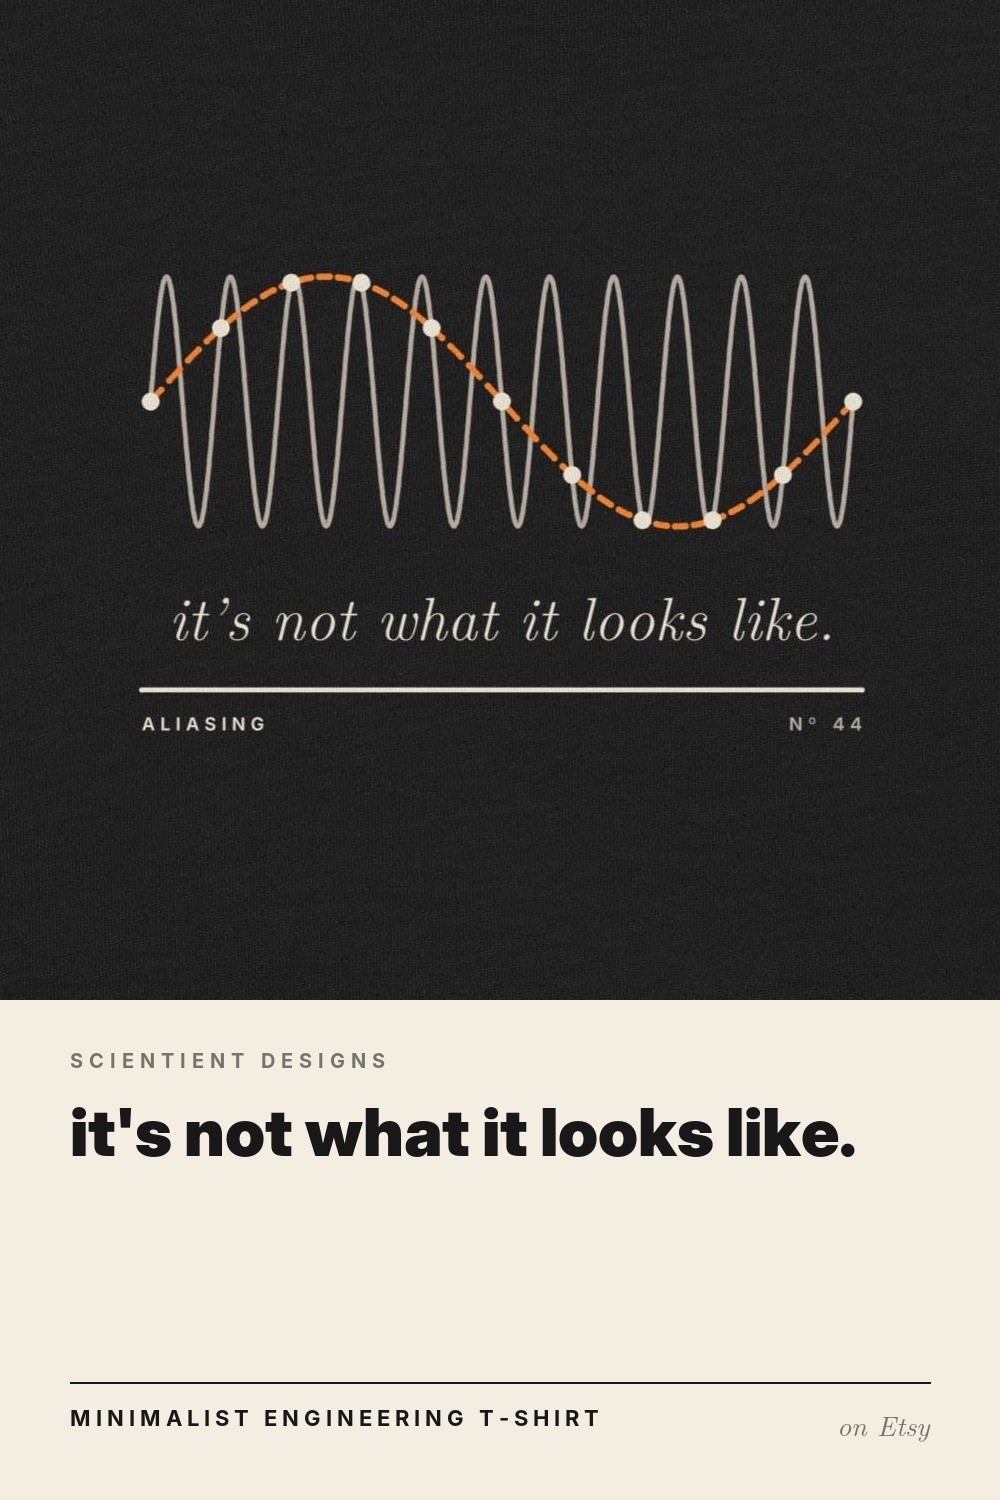 it’s not what it looks like.
ALIASING Nº 44
SCIENTIENT DESIGNS
it's not what it looks like.
MINIMALIST ENGINEERING T-SHIRT
on Etsy